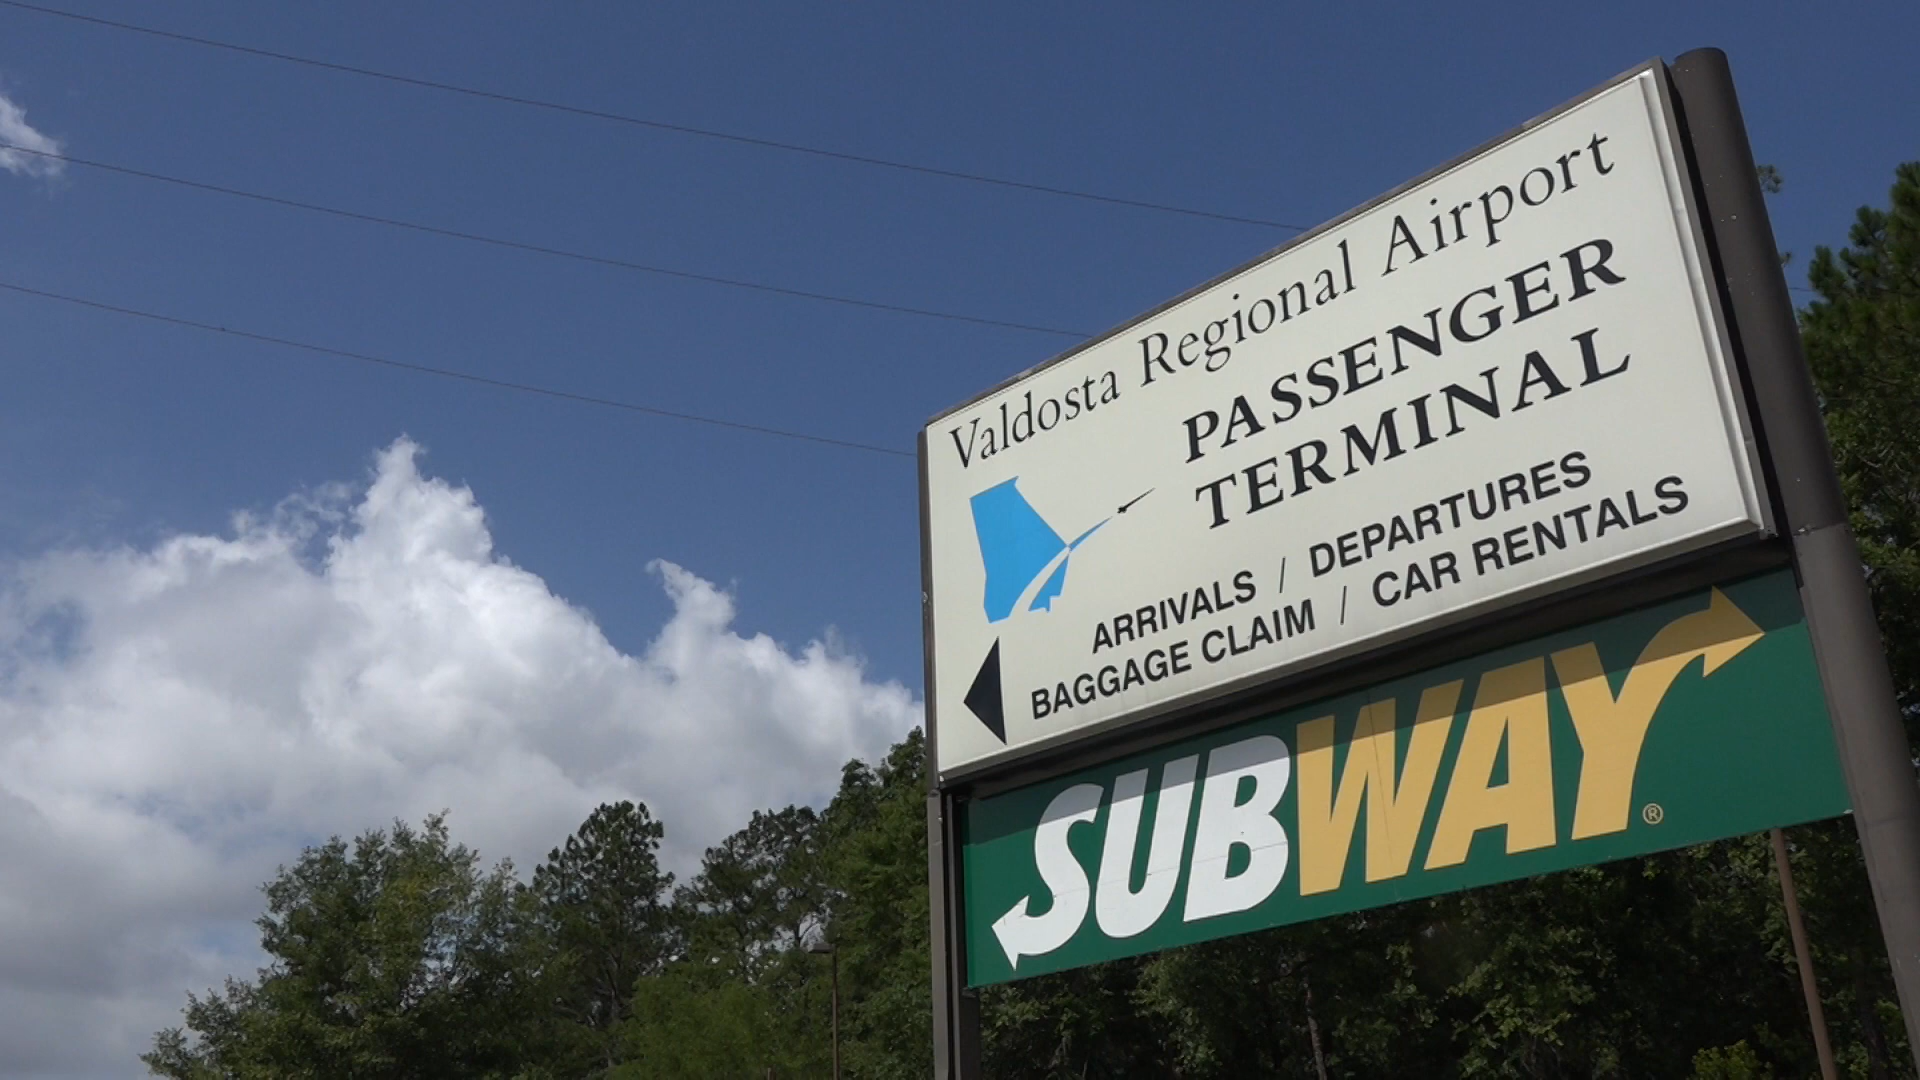 Valdosta Regional Airport
PASSENGER
TERMINAL
ARRIVALS / DEPARTURES
BAGGAGE CLAIM / CAR RENTALS
SUBWAY®